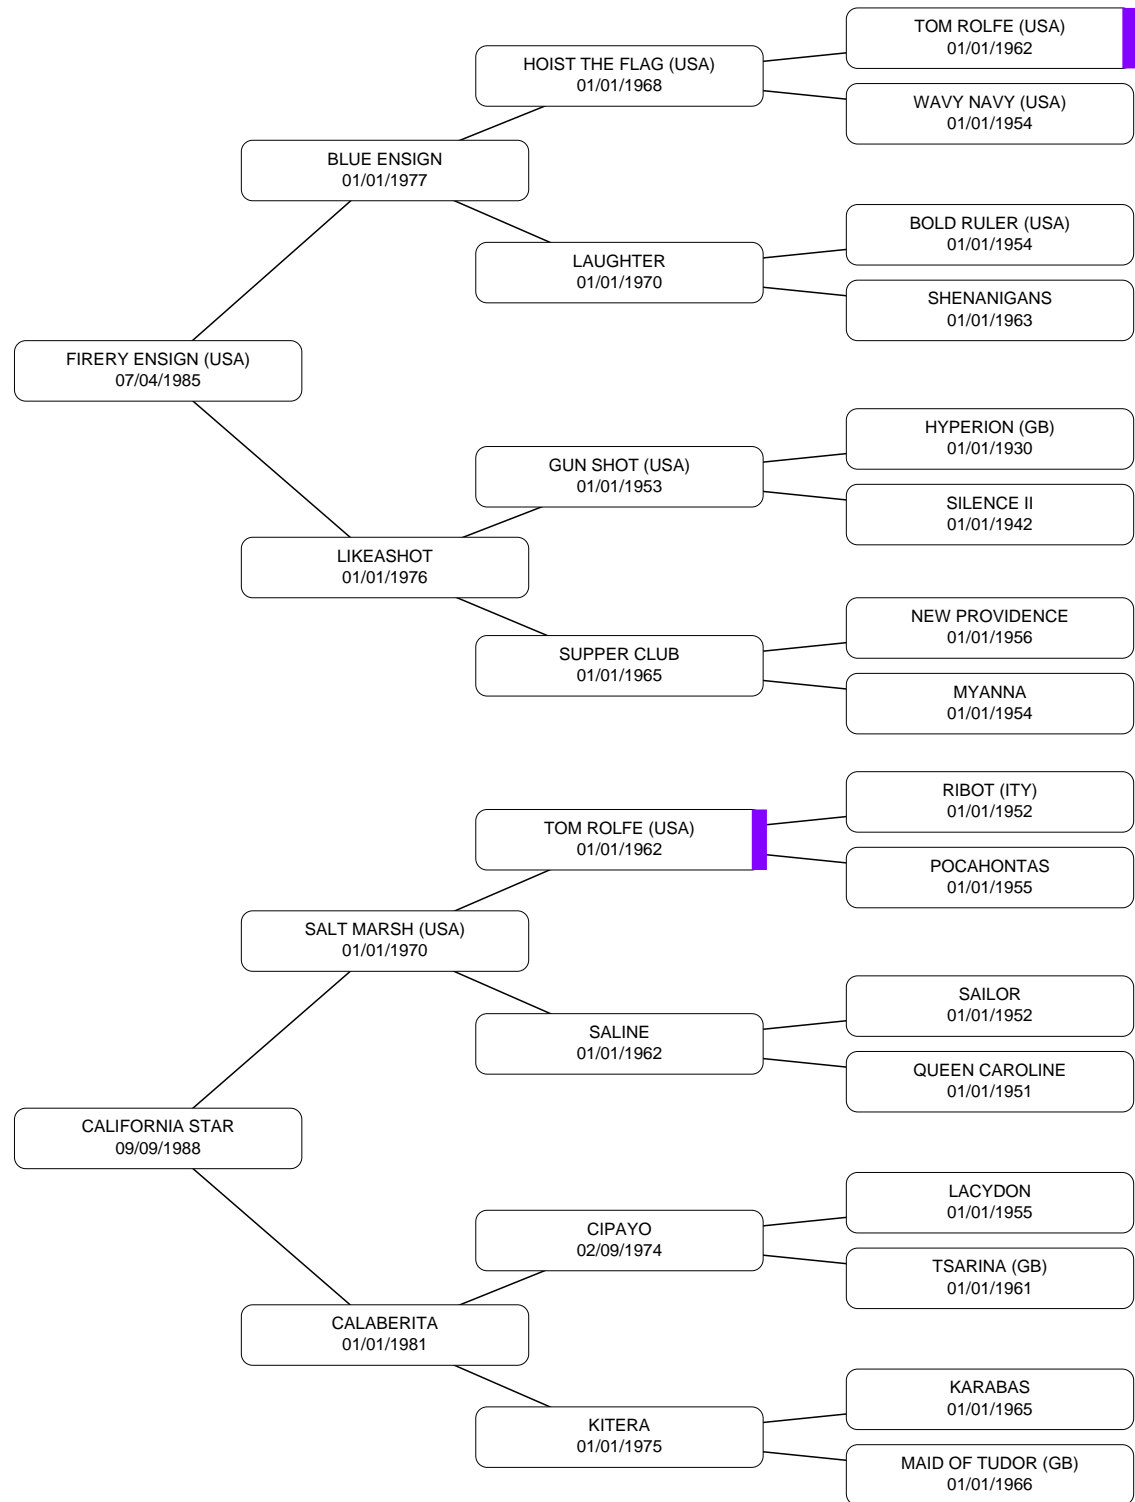 TOM ROLFE (USA)
01/01/1962
HOIST THE FLAG (USA)
01/01/1968
WAVY NAVY (USA)
01/01/1954
BLUE ENSIGN
01/01/1977
BOLD RULER (USA)
01/01/1954
LAUGHTER
01/01/1970
SHENANIGANS
01/01/1963
FIRERY ENSIGN (USA)
07/04/1985
HYPERION (GB)
01/01/1930
GUN SHOT (USA)
01/01/1953
SILENCE II
01/01/1942
LIKEASHOT
01/01/1976
NEW PROVIDENCE
01/01/1956
SUPPER CLUB
01/01/1965
MYANNA
01/01/1954
RIBOT (ITY)
01/01/1952
TOM ROLFE (USA)
01/01/1962
POCAHONTAS
01/01/1955
SALT MARSH (USA)
01/01/1970
SAILOR
01/01/1952
SALINE
01/01/1962
QUEEN CAROLINE
01/01/1951
CALIFORNIA STAR
09/09/1988
LACYDON
01/01/1955
CIPAYO
02/09/1974
TSARINA (GB)
01/01/1961
CALABERITA
01/01/1981
KARABAS
01/01/1965
KITERA
01/01/1975
MAID OF TUDOR (GB)
01/01/1966